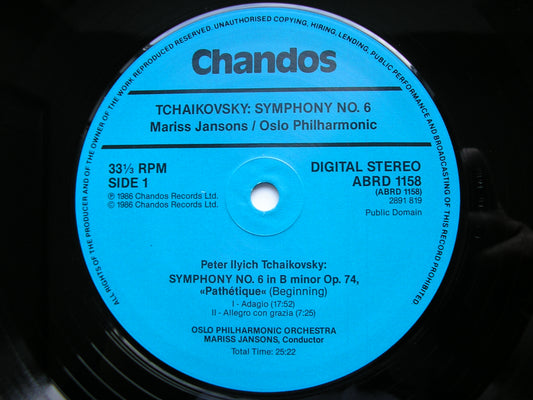 ALL RIGHTS OF THE PRODUCER AND OF THE OWNER OF THE WORK REPRODUCED RESERVED. UNAUTHORISED COPYING, HIRING, LENDING, PUBLIC PERFORMANCE AND BROADCASTING OF THIS RECORD PROHIBITED
Chandos
TCHAIKOVSKY: SYMPHONY NO. 6
Mariss Jansons / Oslo Philharmonic
33⅓ RPM
SIDE 1
℗ 1986 Chandos Records Ltd.
© 1986 Chandos Records Ltd.
DIGITAL STEREO
ABRD 1158
(ABRD 1158)
2891 819
Public Domain
Peter Ilyich Tchaikovsky:
SYMPHONY NO. 6 in B minor Op. 74,
«Pathétique« (Beginning)
I - Adagio (17:52)
II - Allegro con grazia (7:25)
OSLO PHILHARMONIC ORCHESTRA
MARISS JANSONS, Conductor
Total Time: 25:22